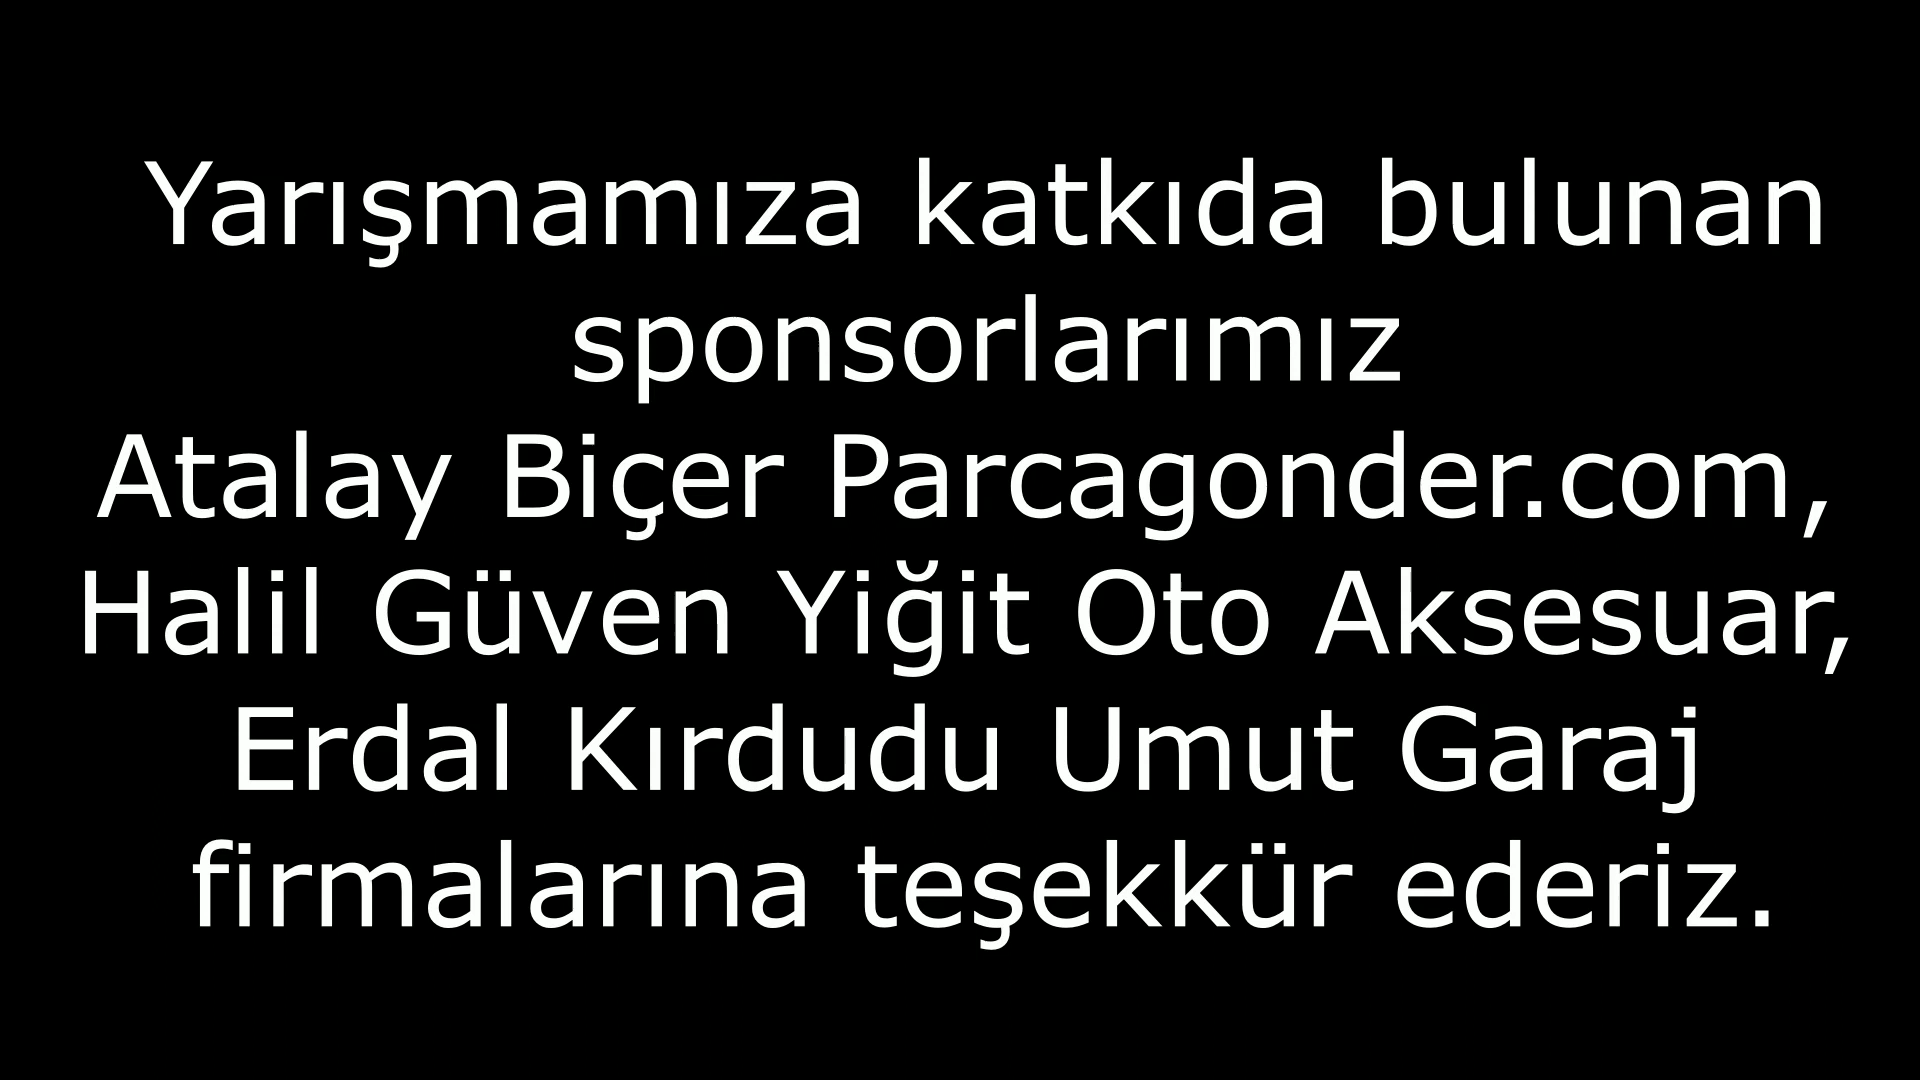 Yarışmamıza katkıda bulunan
sponsorlarımız
Atalay Biçer Parcagonder.com,
Halil Güven Yiğit Oto Aksesuar,
Erdal Kırdudu Umut Garaj
firmalarına teşekkür ederiz.